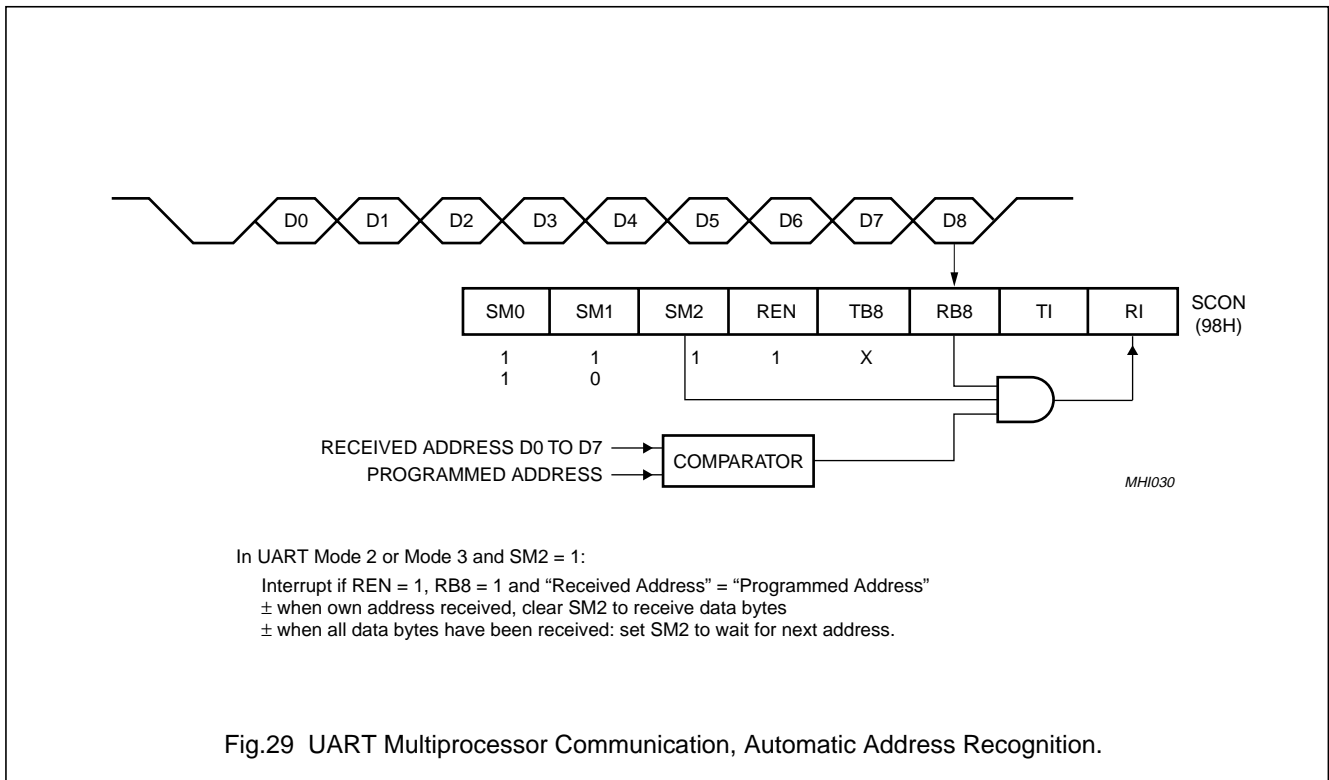 D0 D1 D2 D3 D4 D5 D6 D7 D8
SM0 SM1 SM2 REN TB8 RB8 TI RI
SCON
(98H)
1 1 1 1 X
1 0
RECEIVED ADDRESS D0 TO D7
PROGRAMMED ADDRESS
COMPARATOR
MHI030
In UART Mode 2 or Mode 3 and SM2 = 1:
Interrupt if REN = 1, RB8 = 1 and “Received Address” = “Programmed Address”
± when own address received, clear SM2 to receive data bytes
± when all data bytes have been received: set SM2 to wait for next address.
Fig.29 UART Multiprocessor Communication, Automatic Address Recognition.